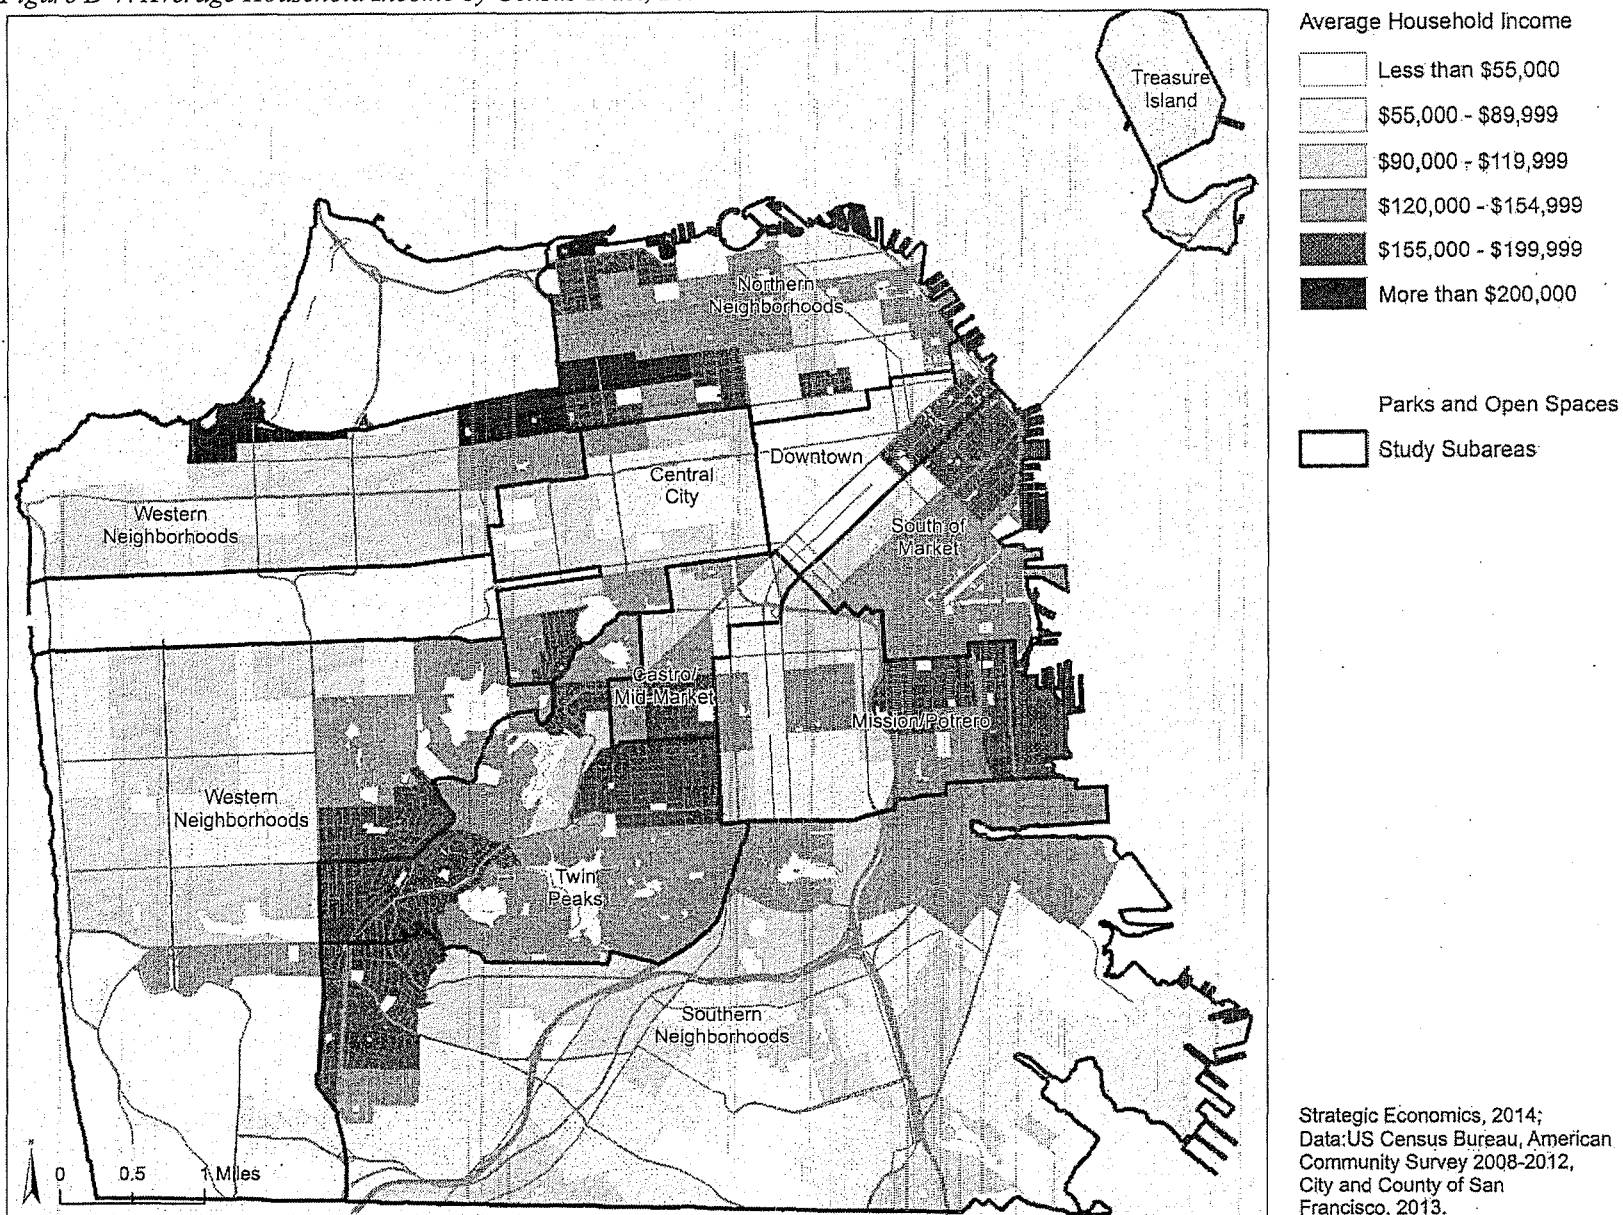 Average Household Income
Less than $55,000
$55,000 - $89,999
$90,000 - $119,999
$120,000 - $154,999
$155,000 - $199,999
More than $200,000
Parks and Open Spaces
Study Subareas
Treasure
Island
Northern
Neighborhoods
Downtown
Central
City
Western
Neighborhoods
South of
Market
Castro/
Mid-Market
Mission/Potrero
Western
Neighborhoods
Twin
Peaks
Southern
Neighborhoods
N
0 0.5 1 Miles
Strategic Economics, 2014;
Data:US Census Bureau, American
Community Survey 2008-2012,
City and County of San
Francisco, 2013.